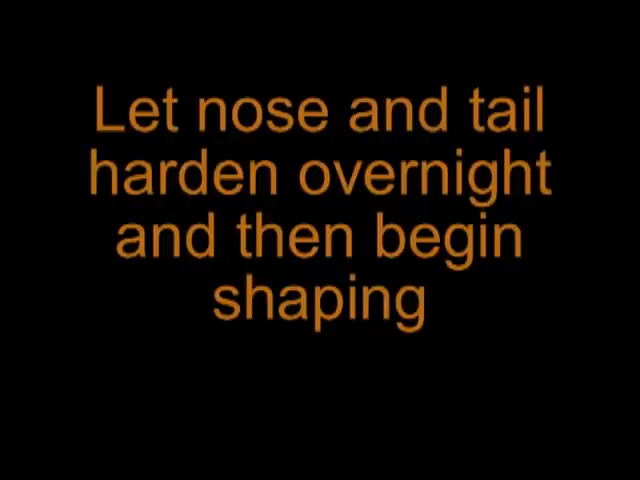 Let nose and tail
harden overnight
and then begin
shaping